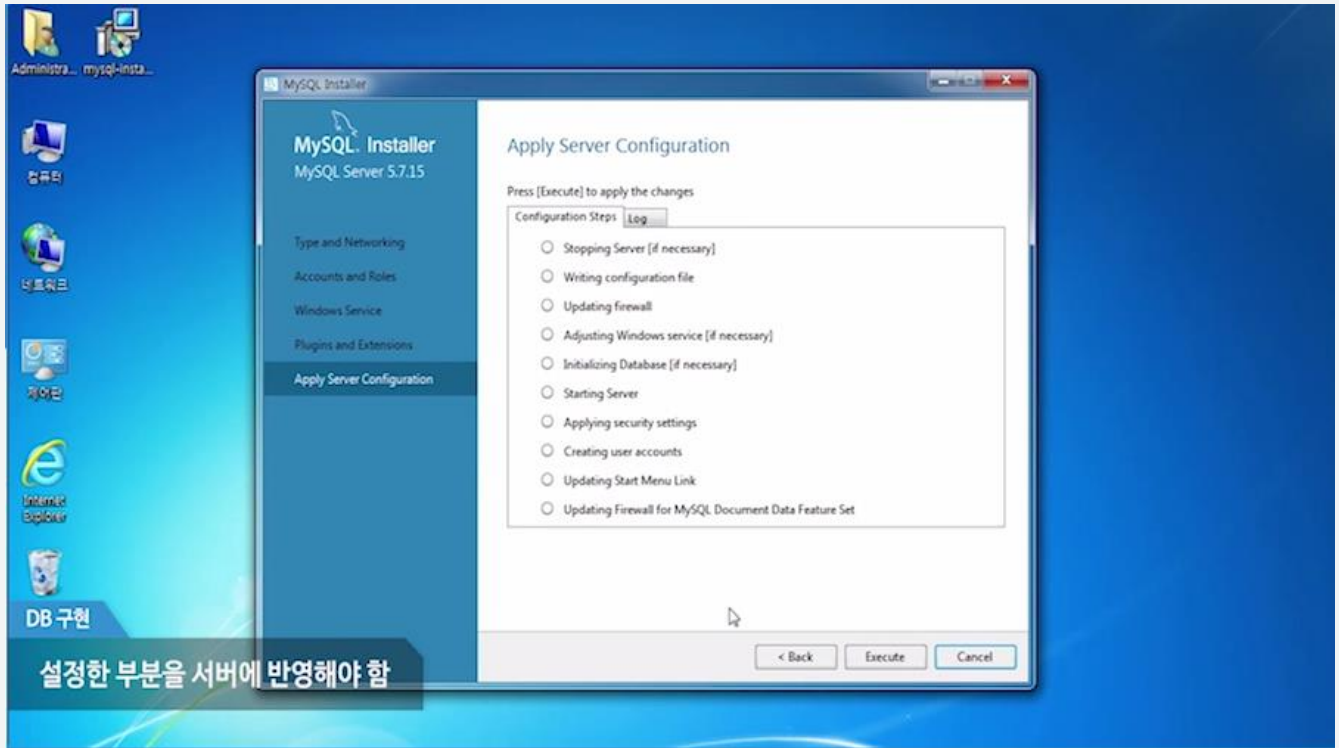 Administra...
mysql-insta...
컴퓨터
네트워크
제어판
Internet
Explorer
MySQL Installer
MySQL. Installer
MySQL Server 5.7.15
Type and Networking
Accounts and Roles
Windows Service
Plugins and Extensions
Apply Server Configuration
Apply Server Configuration
Press [Execute] to apply the changes
Configuration Steps
Log
Stopping Server [if necessary]
Writing configuration file
Updating firewall
Adjusting Windows service [if necessary]
Initializing Database [if necessary]
Starting Server
Applying security settings
Creating user accounts
Updating Start Menu Link
Updating Firewall for MySQL Document Data Feature Set
< Back
Execute
Cancel
DB 구현
설정한 부분을 서버에 반영해야 함